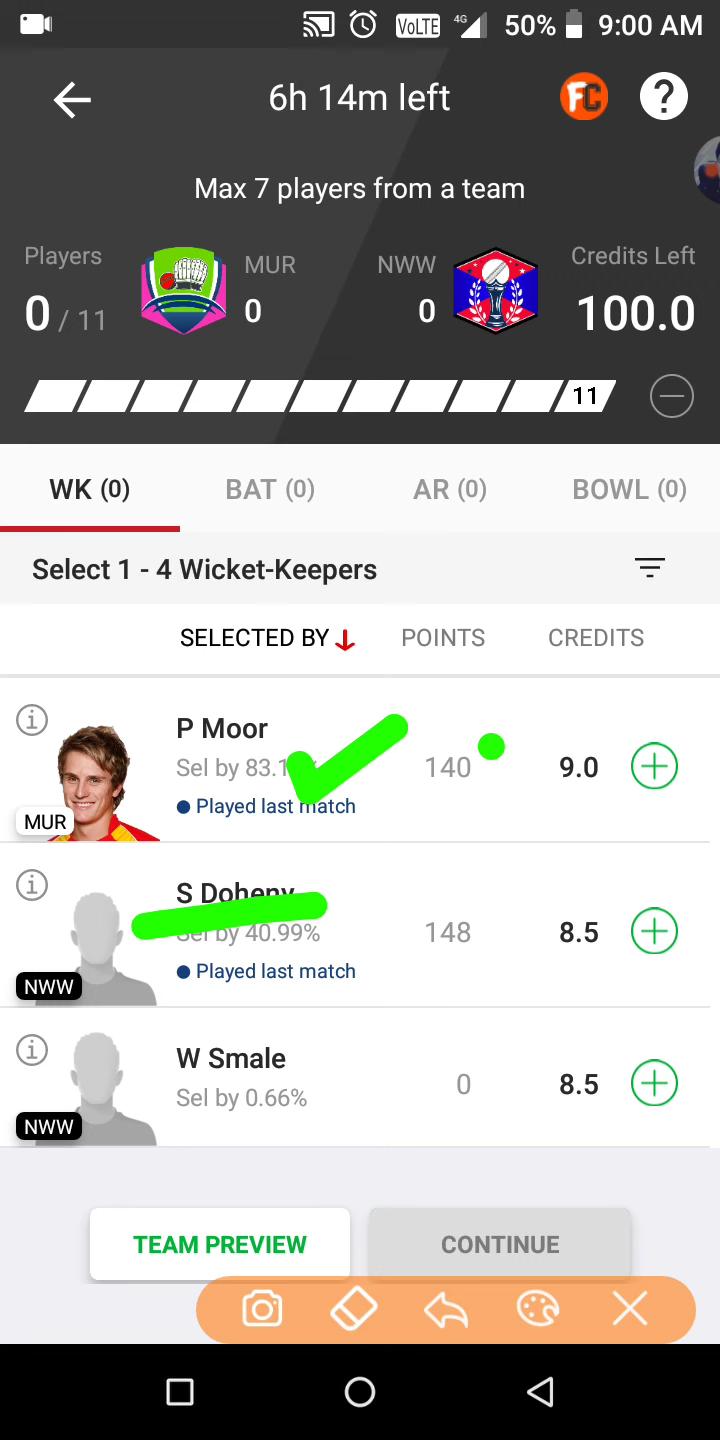 VoLTE 4G 50% 9:00 AM
6h 14m left FC ?
Max 7 players from a team
Players MUR NWW Credits Left
0 / 11 0 0 100.0
11
WK (0) BAT (0) AR (0) BOWL (0)
Select 1 - 4 Wicket-Keepers
SELECTED BY POINTS CREDITS
P Moor
Sel by 83.1 140 9.0
Played last match
MUR
S Doheny
Sel by 40.99% 148 8.5
Played last match
NWW
W Smale
Sel by 0.66% 0 8.5
NWW
TEAM PREVIEW CONTINUE